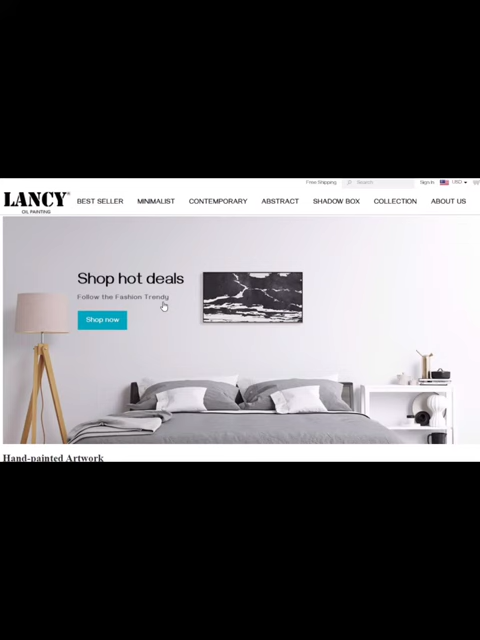 Free Shipping Search Sign In USD
LANCY®
OIL PAINTING
BEST SELLER MINIMALIST CONTEMPORARY ABSTRACT SHADOW BOX COLLECTION ABOUT US
Shop hot deals
Follow the Fashion Trendy
Shop now
Hand-painted Artwork